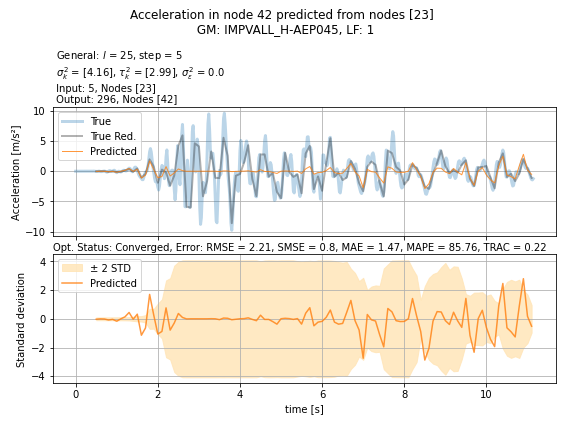 Acceleration in node 42 predicted from nodes [23]
GM: IMPVALL_H-AEP045, LF: 1
General: l = 25, step = 5
σ²ₖ = [4.16], τ²ₖ = [2.99], σ²ₑ = 0.0
Input: 5, Nodes [23]
Output: 296, Nodes [42]
10
5
0
−5
−10
Acceleration [m/s²]
True
True Red.
Predicted
Opt. Status: Converged, Error: RMSE = 2.21, SMSE = 0.8, MAE = 1.47, MAPE = 85.76, TRAC = 0.22
4
2
0
−2
−4
Standard deviation
± 2 STD
Predicted
0 2 4 6 8 10
time [s]